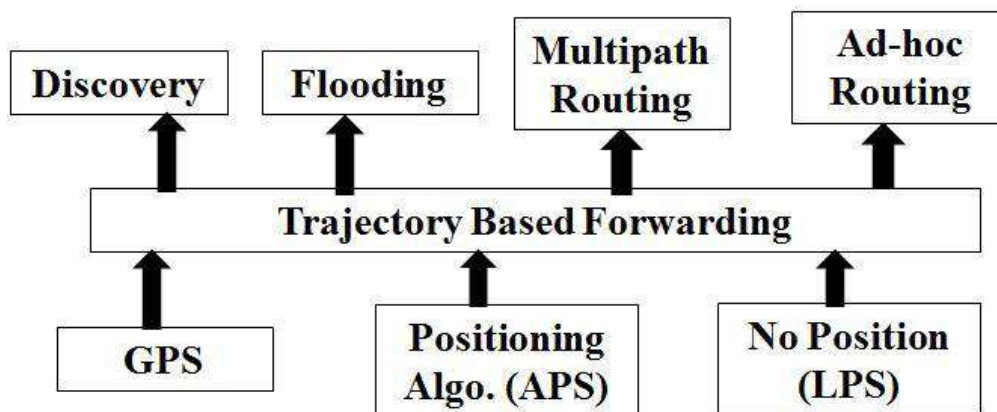 Discovery
Flooding
Multipath
Routing
Ad-hoc
Routing
Trajectory Based Forwarding
GPS
Positioning
Algo. (APS)
No Position
(LPS)